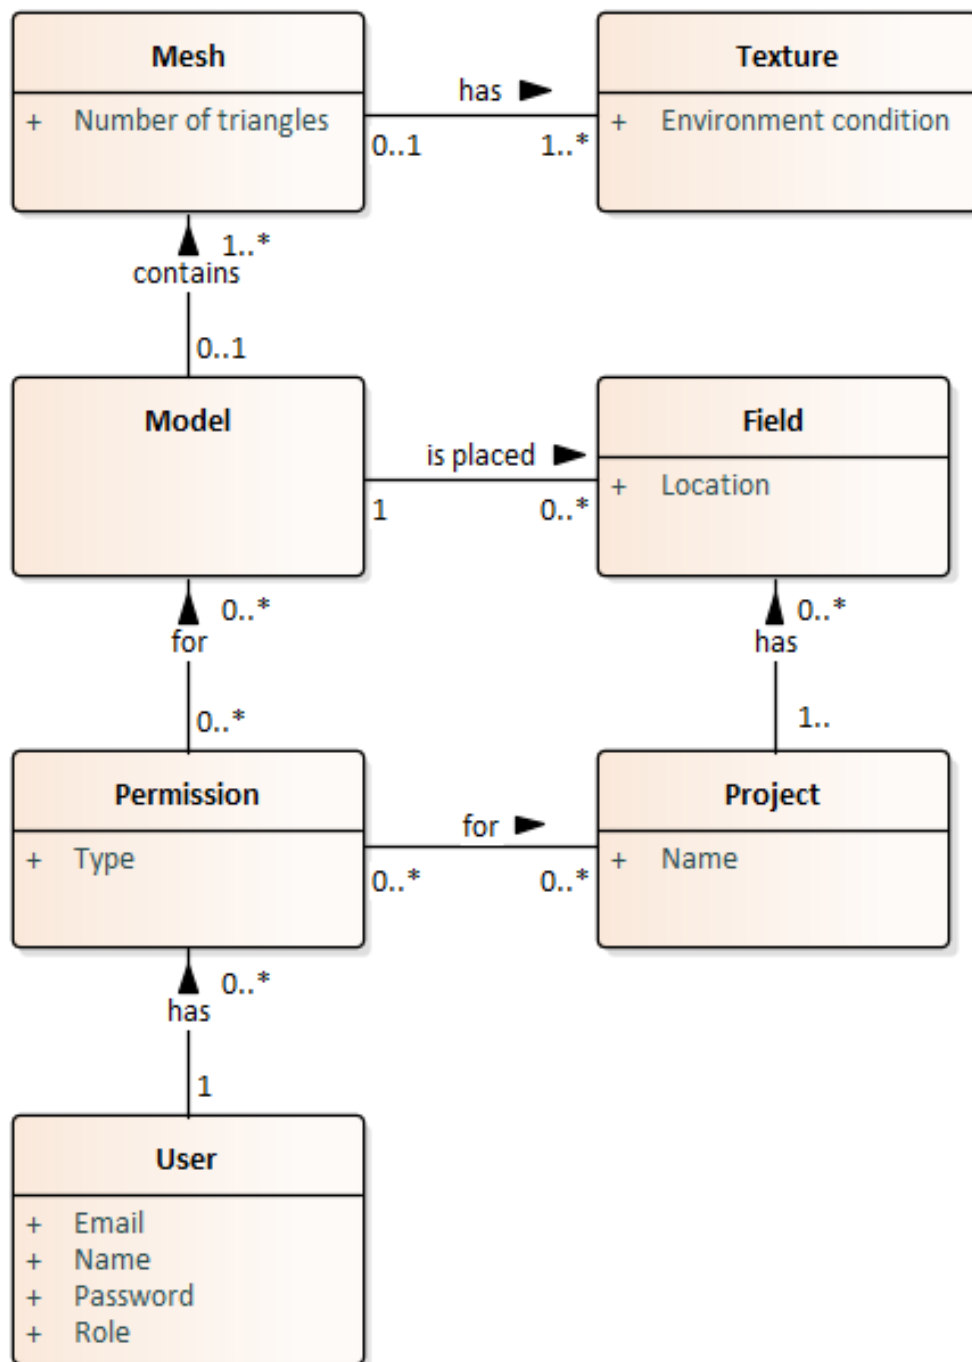 Mesh
+ Number of triangles
has
0..1
1..*
Texture
+ Environment condition
1..*
contains
0..1
Model
is placed
1
0..*
Field
+ Location
0..*
for
0..*
0..*
has
1..
Permission
+ Type
for
0..*
0..*
Project
+ Name
0..*
has
1
User
+ Email
+ Name
+ Password
+ Role